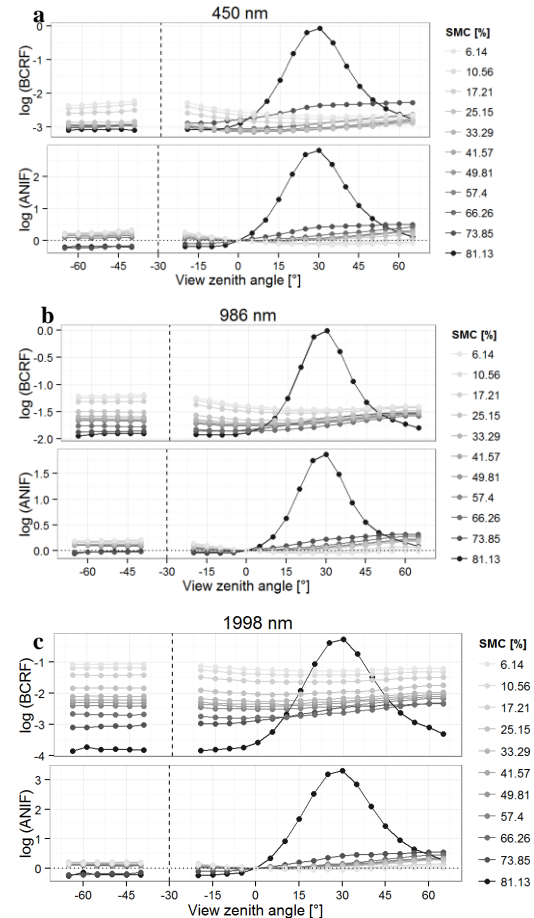 a
450 nm
log (BCRF)
0
-1
-2
-3
log (ANIF)
2
1
0
-60 -45 -30 -15 0 15 30 45 60
View zenith angle [°]
SMC [%]
6.14
10.56
17.21
25.15
33.29
41.57
49.81
57.4
66.26
73.85
81.13
b
986 nm
log (BCRF)
0.0
-0.5
-1.0
-1.5
-2.0
log (ANIF)
1.5
1.0
0.5
0.0
-60 -45 -30 -15 0 15 30 45 60
View zenith angle [°]
SMC [%]
6.14
10.56
17.21
25.15
33.29
41.57
49.81
57.4
66.26
73.85
81.13
c
1998 nm
log (BCRF)
-1
-2
-3
-4
log (ANIF)
3
2
1
0
-60 -45 -30 -15 0 15 30 45 60
View zenith angle [°]
SMC [%]
6.14
10.56
17.21
25.15
33.29
41.57
49.81
57.4
66.26
73.85
81.13